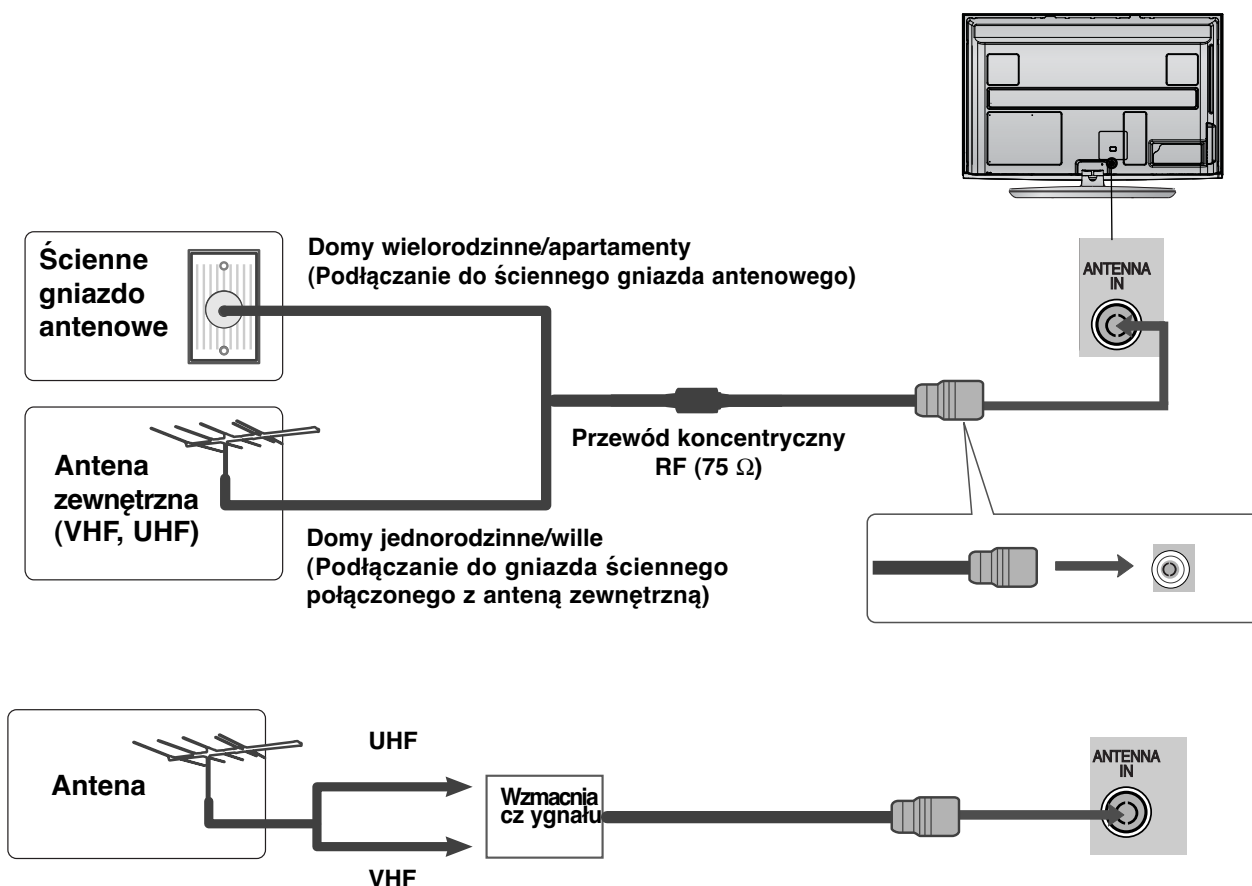 ANTENNA
IN
Ścienne
gniazdo
antenowe
Domy wielorodzinne/apartamenty
(Podłączanie do ściennego gniazda antenowego)
Antena
zewnętrzna
(VHF, UHF)
Przewód koncentryczny
RF (75 Ω)
Domy jednorodzinne/wille
(Podłączanie do gniazda ściennego
połączonego z anteną zewnętrzną)
Antena
UHF
VHF
Wzmacnia
cz ygnału
ANTENNA
IN